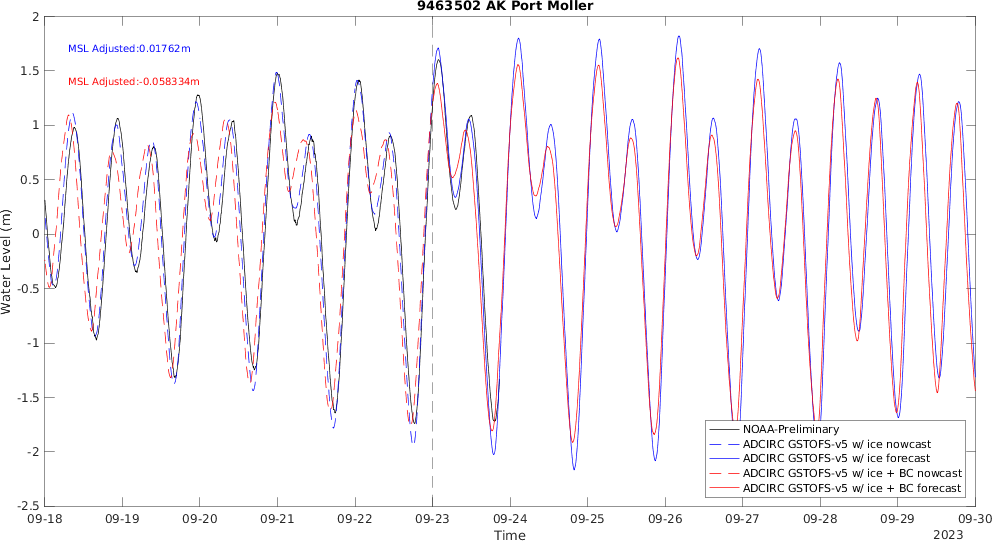 9463502 AK Port Moller
MSL Adjusted:0.01762m
MSL Adjusted:-0.058334m
2
1.5
1
0.5
0
-0.5
-1
-1.5
-2
-2.5
Water Level (m)
NOAA-Preliminary
ADCIRC GSTOFS-v5 w/ ice nowcast
ADCIRC GSTOFS-v5 w/ ice forecast
ADCIRC GSTOFS-v5 w/ ice + BC nowcast
ADCIRC GSTOFS-v5 w/ ice + BC forecast
09-18 09-19 09-20 09-21 09-22 09-23 09-24 09-25 09-26 09-27 09-28 09-29 09-30
Time
2023